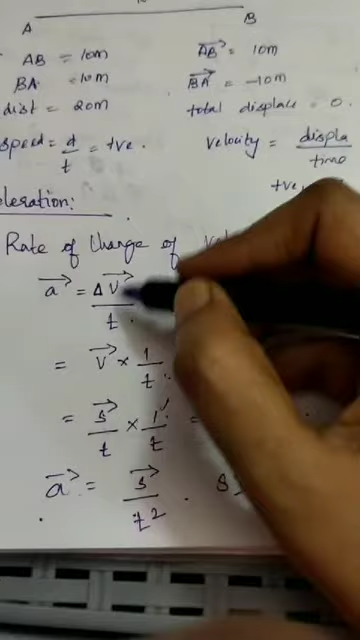 A B
AB = 10m AB = 10m
BA = 10m BA = -10m
dist = 20m total displace = 0.
speed = d/t = +ve. velocity = displa/time
+ve,
eleration:
Rate of Change of
a = Δv/t.
= v × 1/t.
= s/t × 1/t =
a = s/t². S